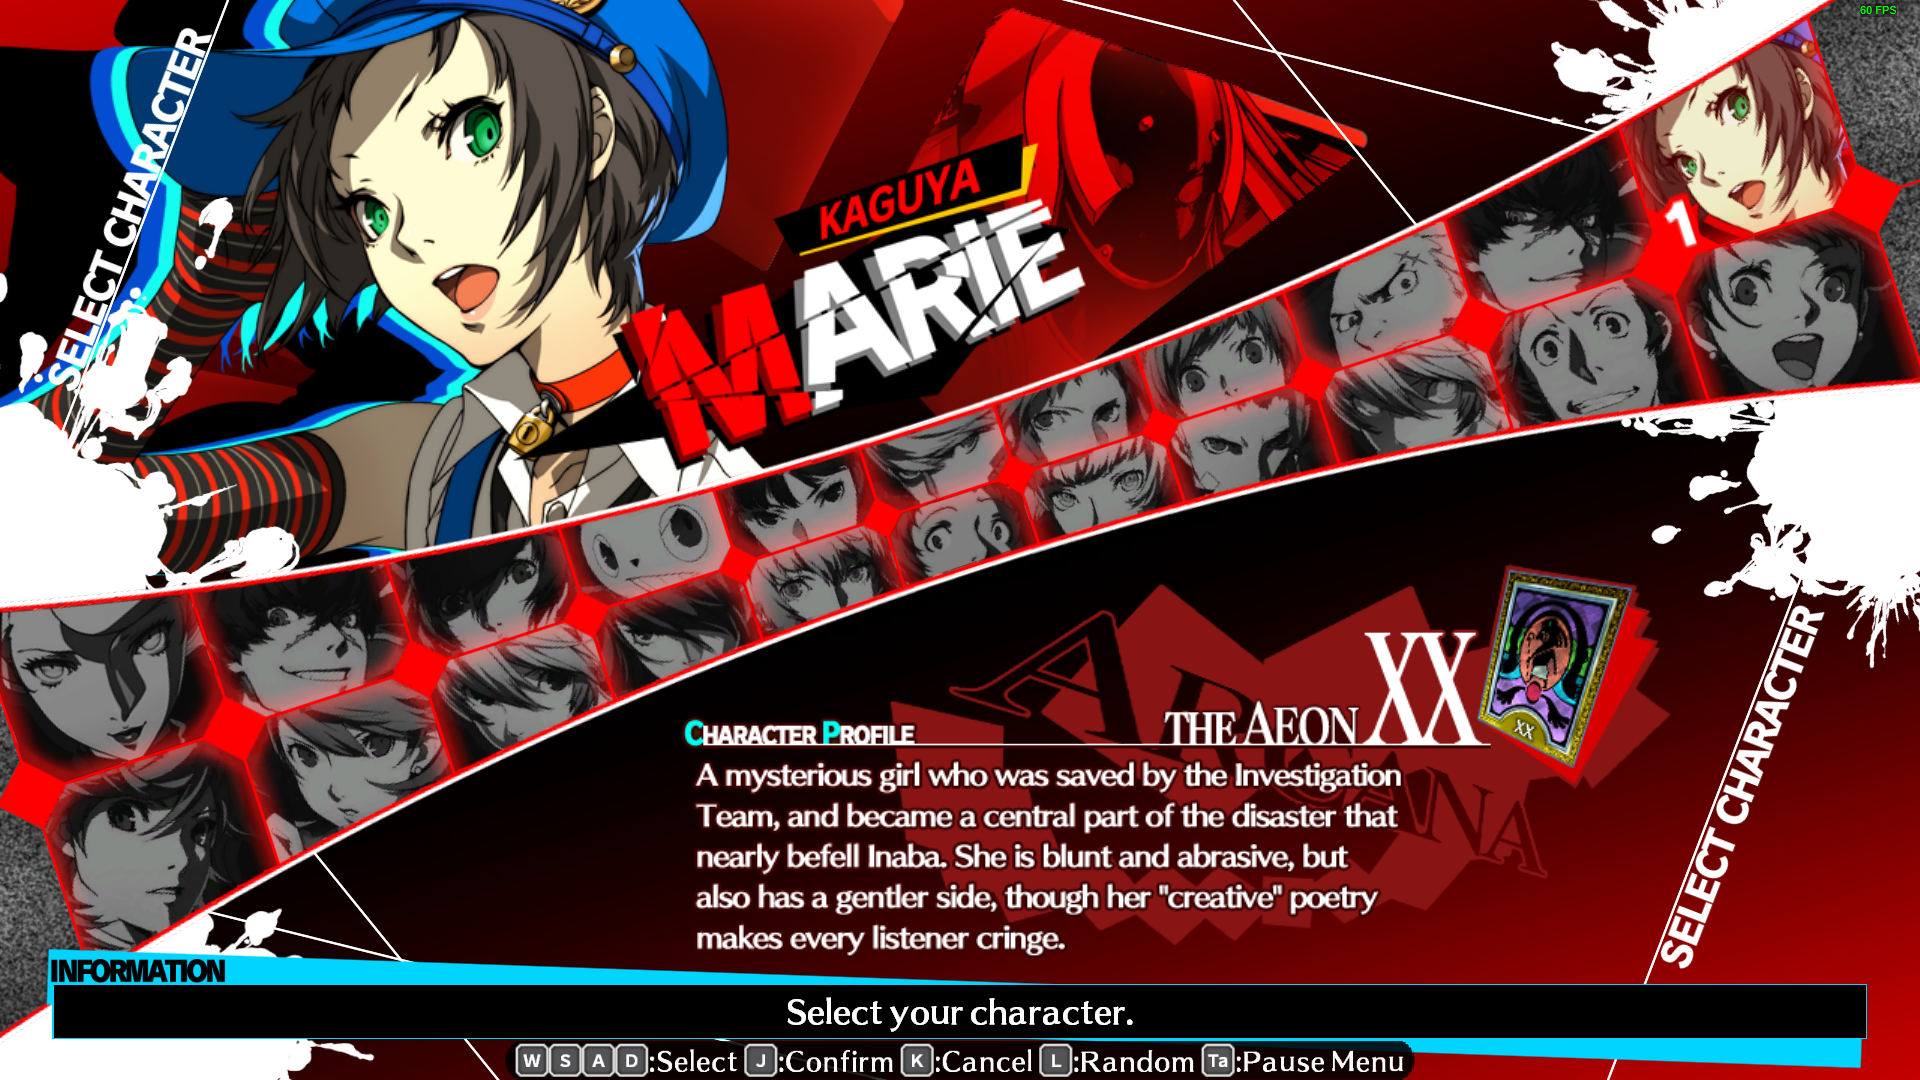 60 FPS
SELECT CHARACTER
KAGUYA
MARIE
1
ARCANA
THE AEON XX
XX
CHARACTER PROFILE
A mysterious girl who was saved by the Investigation
Team, and became a central part of the disaster that
nearly befell Inaba. She is blunt and abrasive, but
also has a gentler side, though her "creative" poetry
makes every listener cringe.
SELECT CHARACTER
INFORMATION
Select your character.
W S A D :Select J :Confirm K :Cancel L :Random Ta :Pause Menu